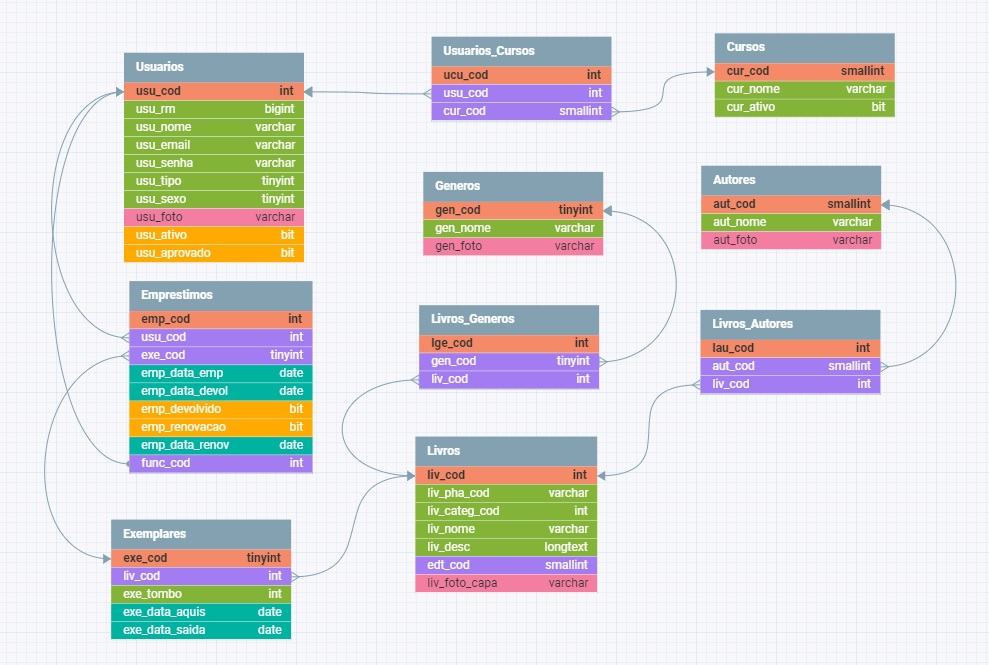 Usuarios
usu_cod int
usu_rm bigint
usu_nome varchar
usu_email varchar
usu_senha varchar
usu_tipo tinyint
usu_sexo tinyint
usu_foto varchar
usu_ativo bit
usu_aprovado bit
Usuarios_Cursos
ucu_cod int
usu_cod int
cur_cod smallint
Cursos
cur_cod smallint
cur_nome varchar
cur_ativo bit
Generos
gen_cod tinyint
gen_nome varchar
gen_foto varchar
Autores
aut_cod smallint
aut_nome varchar
aut_foto varchar
Emprestimos
emp_cod int
usu_cod int
exe_cod tinyint
emp_data_emp date
emp_data_devol date
emp_devolvido bit
emp_renovacao bit
emp_data_renov date
func_cod int
Livros_Generos
lge_cod int
gen_cod tinyint
liv_cod int
Livros_Autores
lau_cod int
aut_cod smallint
liv_cod int
Livros
liv_cod int
liv_pha_cod varchar
liv_categ_cod int
liv_nome varchar
liv_desc longtext
edt_cod smallint
liv_foto_capa varchar
Exemplares
exe_cod tinyint
liv_cod int
exe_tombo int
exe_data_aquis date
exe_data_saida date